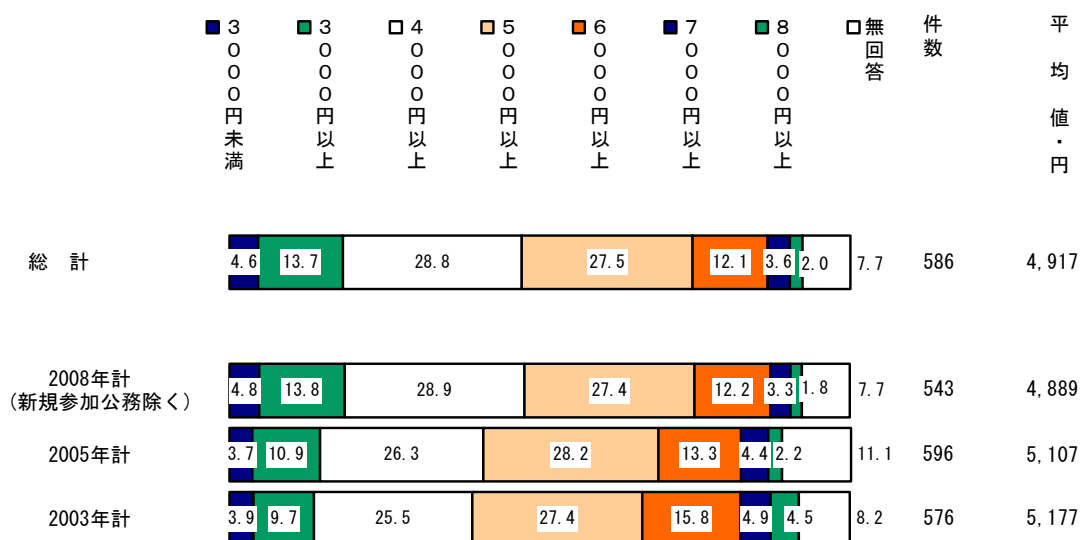 ３０００円未満
３０００円以上
４０００円以上
５０００円以上
６０００円以上
７０００円以上
８０００円以上
無回答
件数
平均値・円
総 計 4.6 13.7 28.8 27.5 12.1 3.6 2.0 7.7 586 4,917
2008年計
（新規参加公務除く） 4.8 13.8 28.9 27.4 12.2 3.3 1.8 7.7 543 4,889
2005年計 3.7 10.9 26.3 28.2 13.3 4.4 2.2 11.1 596 5,107
2003年計 3.9 9.7 25.5 27.4 15.8 4.9 4.5 8.2 576 5,177